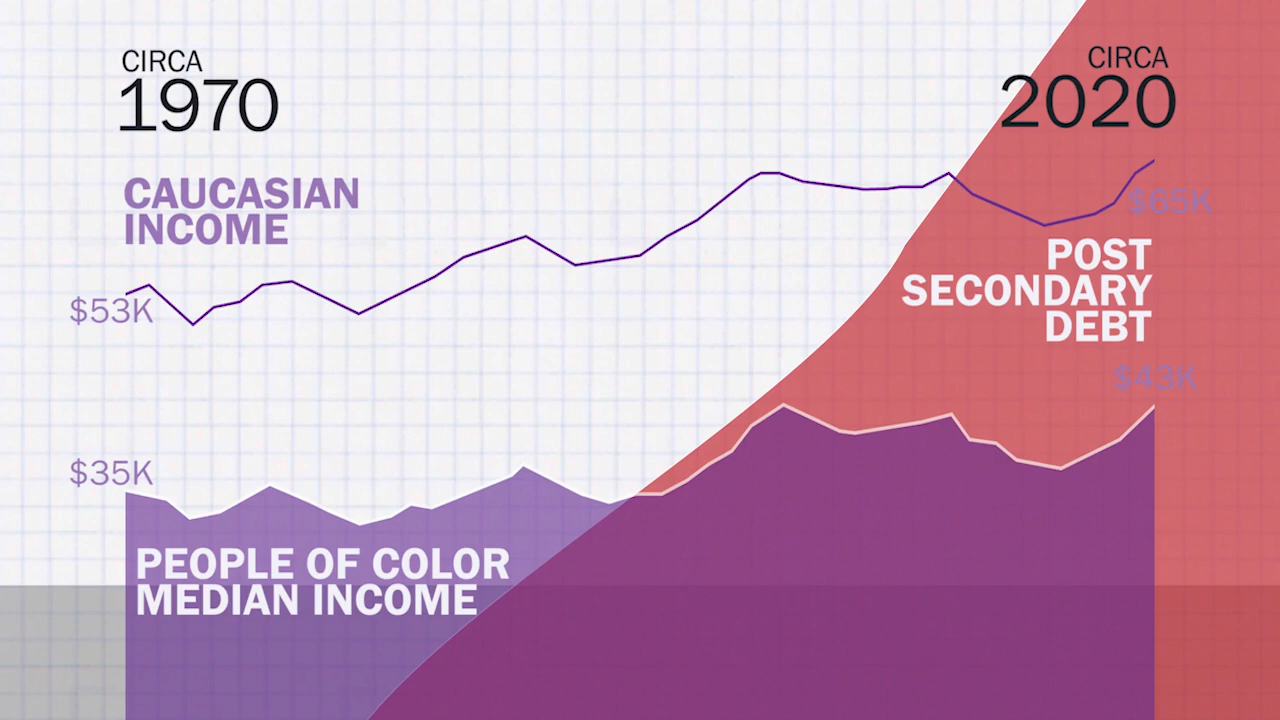 CIRCA
1970
CIRCA
2020
CAUCASIAN
INCOME
$65K
POST
SECONDARY
DEBT
$53K
$43K
$35K
PEOPLE OF COLOR
MEDIAN INCOME